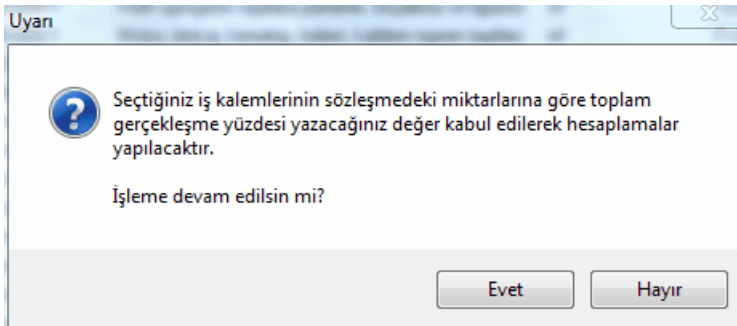 Uyarı
Seçtiğiniz iş kalemlerinin sözleşmedeki miktarlarına göre toplam
gerçekleşme yüzdesi yazacağınız değer kabul edilerek hesaplamalar
yapılacaktır.
İşleme devam edilsin mi?
Evet
Hayır